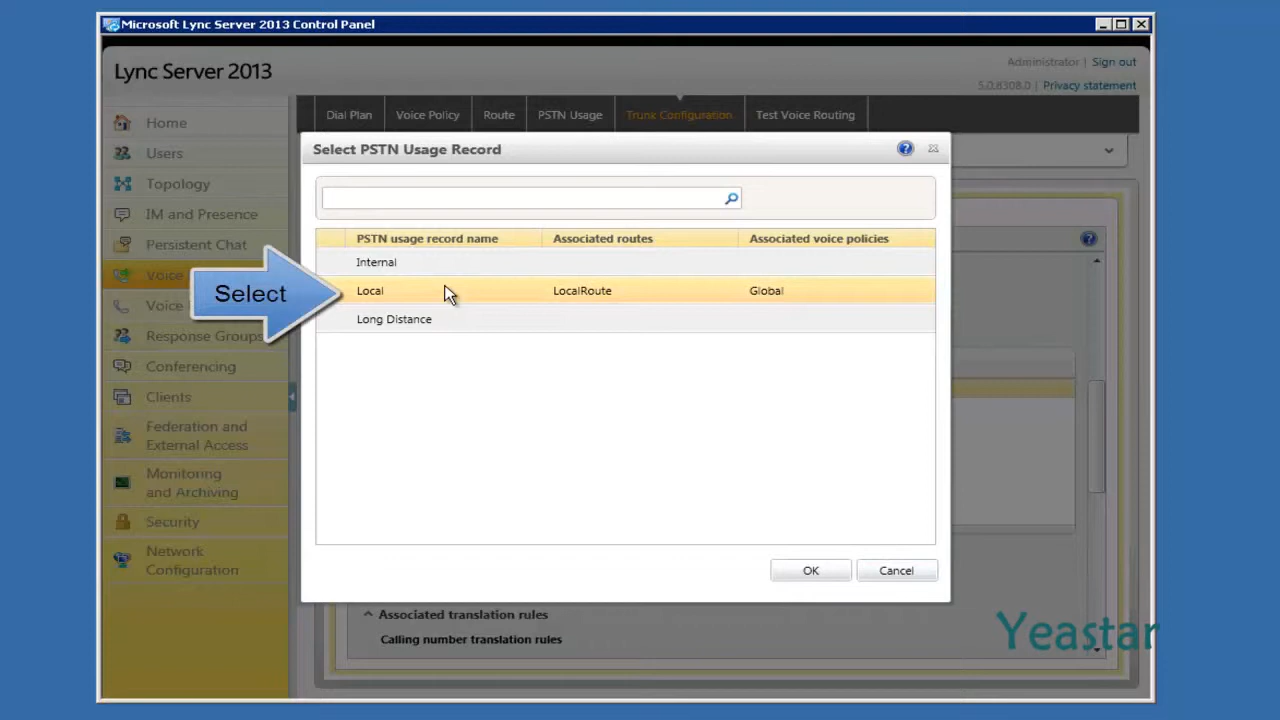 Microsoft Lync Server 2013 Control Panel
Lync Server 2013
Administrator | Sign out
5.0.8308.0 | Privacy statement
Home
Users
Topology
IM and Presence
Persistent Chat
Voice
Voice
Response Groups
Conferencing
Clients
Federation and
External Access
Monitoring
and Archiving
Security
Network
Configuration
Dial Plan
Voice Policy
Route
PSTN Usage
Trunk Configuration
Test Voice Routing
Select PSTN Usage Record
PSTN usage record name
Associated routes
Associated voice policies
Internal
Local
LocalRoute
Global
Long Distance
Select
OK
Cancel
Associated translation rules
Calling number translation rules
Yeastar